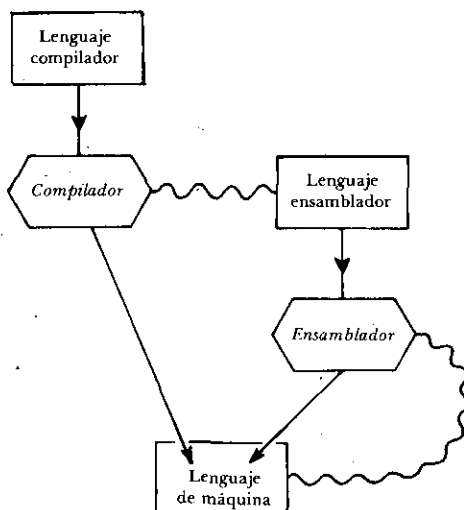 Lenguaje
compilador
Compilador
Lenguaje
ensamblador
Ensamblador
Lenguaje
de máquina